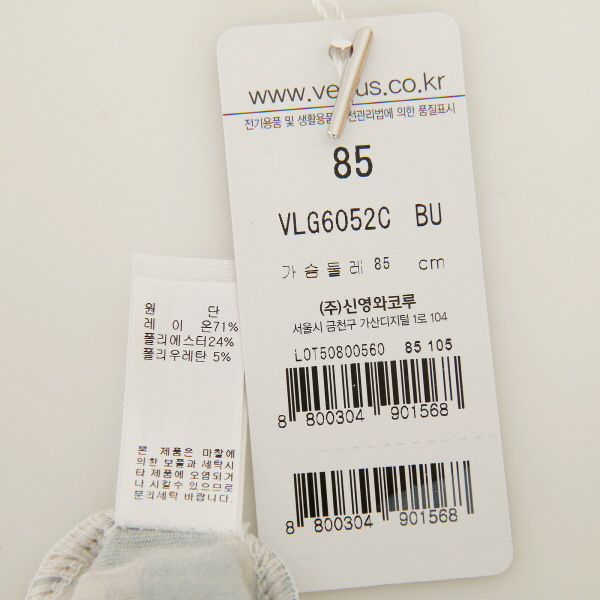 www.ve us.co.kr
전기용품 및 생활용품 전관리법에 의한 품질표시
85
VLG6052C BU
가슴둘레 85 cm
(주)신영와코루
서울시 금천구 가산디지털 1로 104
LOT50800560 85 105
8 800304 901568
8 800304 901568
원 단
레 이 온71%
폴리에스터24%
폴리우레탄 5%
본 제품은 마찰에
의한 보풀과 세탁시
타 제품에 오염되거
나 시킬수 있으므로
분리세탁 바랍니다.